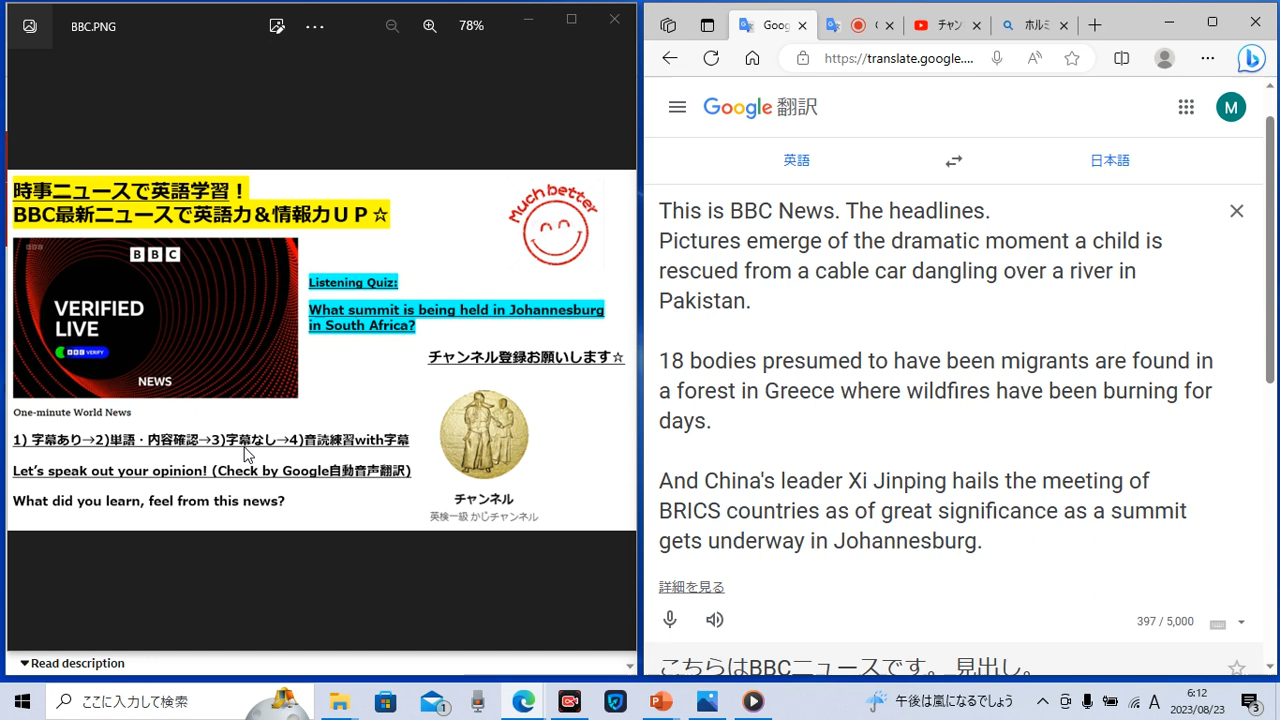 BBC.PNG
78%
時事ニュースで英語学習！
BBC最新ニュースで英語力＆情報力ＵＰ☆
Much better
BBC
BBC
VERIFIED
LIVE
BBC VERIFY
NEWS
Listening Quiz:
What summit is being held in Johannesburg
in South Africa?
チャンネル登録お願いします☆
One-minute World News
1) 字幕あり→2)単語・内容確認→3)字幕なし→4)音読練習with字幕
Let's speak out your opinion! (Check by Google自動音声翻訳)
What did you learn, feel from this news?
チャンネル
英検一級 かじチャンネル
Read description
Goog
チャン
ホルミ
https://translate.google....
Google 翻訳
M
英語
日本語
This is BBC News. The headlines.
Pictures emerge of the dramatic moment a child is
rescued from a cable car dangling over a river in
Pakistan.
18 bodies presumed to have been migrants are found in
a forest in Greece where wildfires have been burning for
days.
And China's leader Xi Jinping hails the meeting of
BRICS countries as of great significance as a summit
gets underway in Johannesburg.
詳細を見る
397 / 5,000
こちらはBBCニュースです。 見出し。
ここに入力して検索
午後は嵐になるでしょう
A
6:12
2023/08/23
1
3